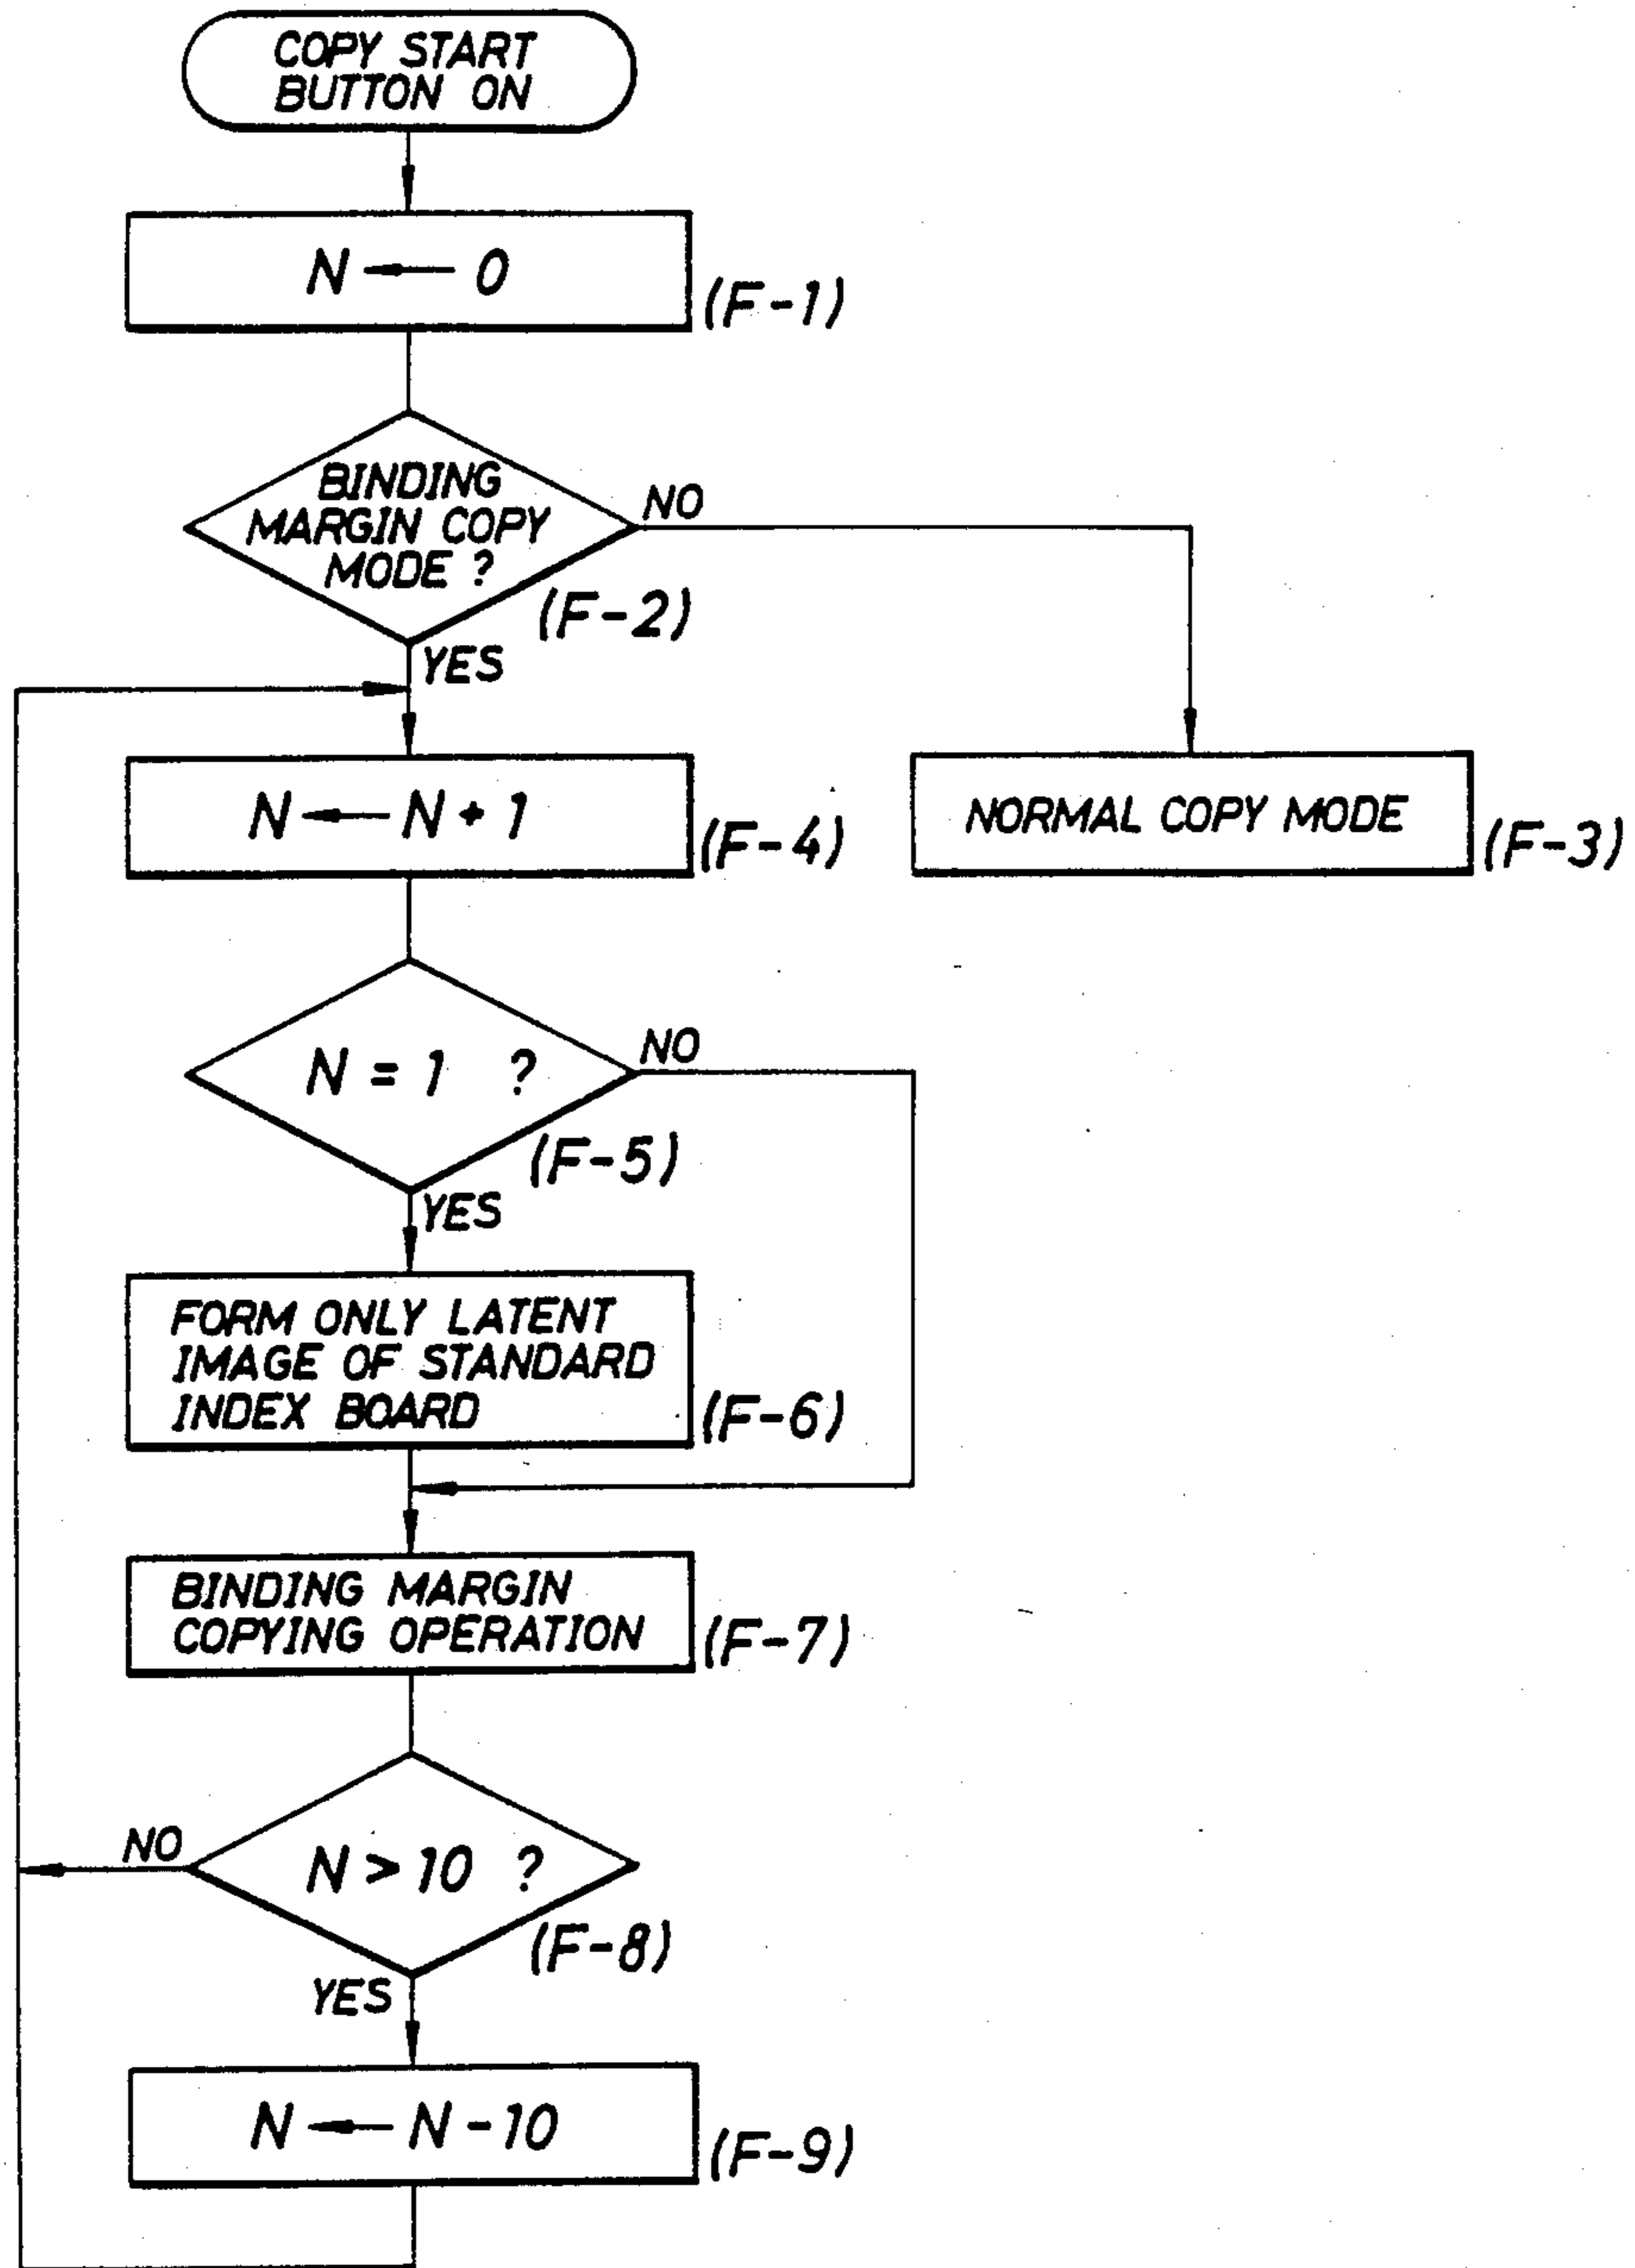 COPY START
BUTTON ON
N ← 0
(F-1)
BINDING
MARGIN COPY
MODE ?
(F-2)
NO
YES
N ← N + 1
(F-4)
NORMAL COPY MODE
(F-3)
N = 1 ?
(F-5)
NO
YES
FORM ONLY LATENT
IMAGE OF STANDARD
INDEX BOARD
(F-6)
BINDING MARGIN
COPYING OPERATION
(F-7)
N > 10 ?
(F-8)
NO
YES
N ← N - 10
(F-9)